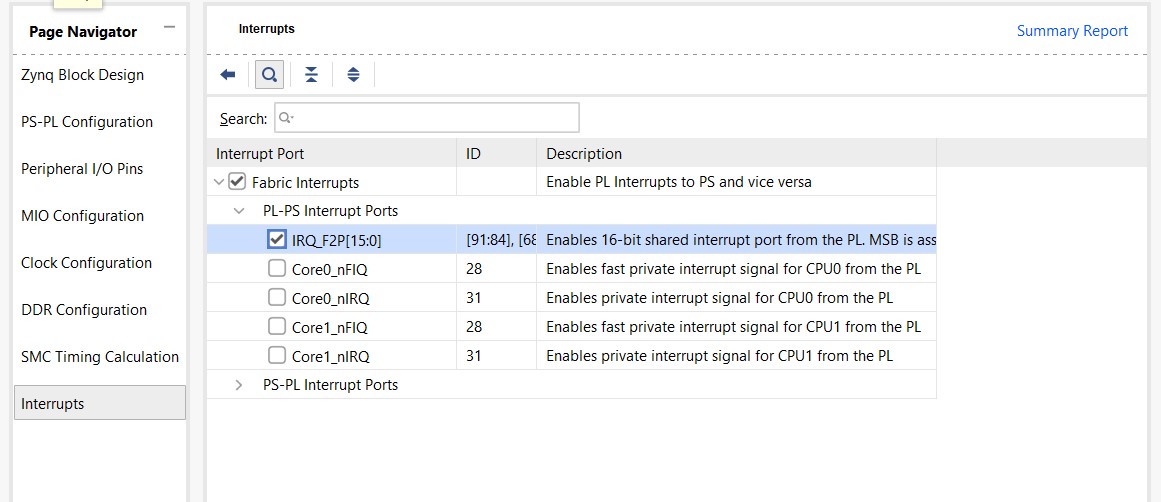 Page Navigator
Interrupts
Summary Report
Zynq Block Design
PS-PL Configuration
Peripheral I/O Pins
MIO Configuration
Clock Configuration
DDR Configuration
SMC Timing Calculation
Interrupts
Search:
Interrupt Port ID Description
Fabric Interrupts Enable PL Interrupts to PS and vice versa
PL-PS Interrupt Ports
IRQ_F2P[15:0] [91:84], [68 Enables 16-bit shared interrupt port from the PL. MSB is ass
Core0_nFIQ 28 Enables fast private interrupt signal for CPU0 from the PL
Core0_nIRQ 31 Enables private interrupt signal for CPU0 from the PL
Core1_nFIQ 28 Enables fast private interrupt signal for CPU1 from the PL
Core1_nIRQ 31 Enables private interrupt signal for CPU1 from the PL
PS-PL Interrupt Ports